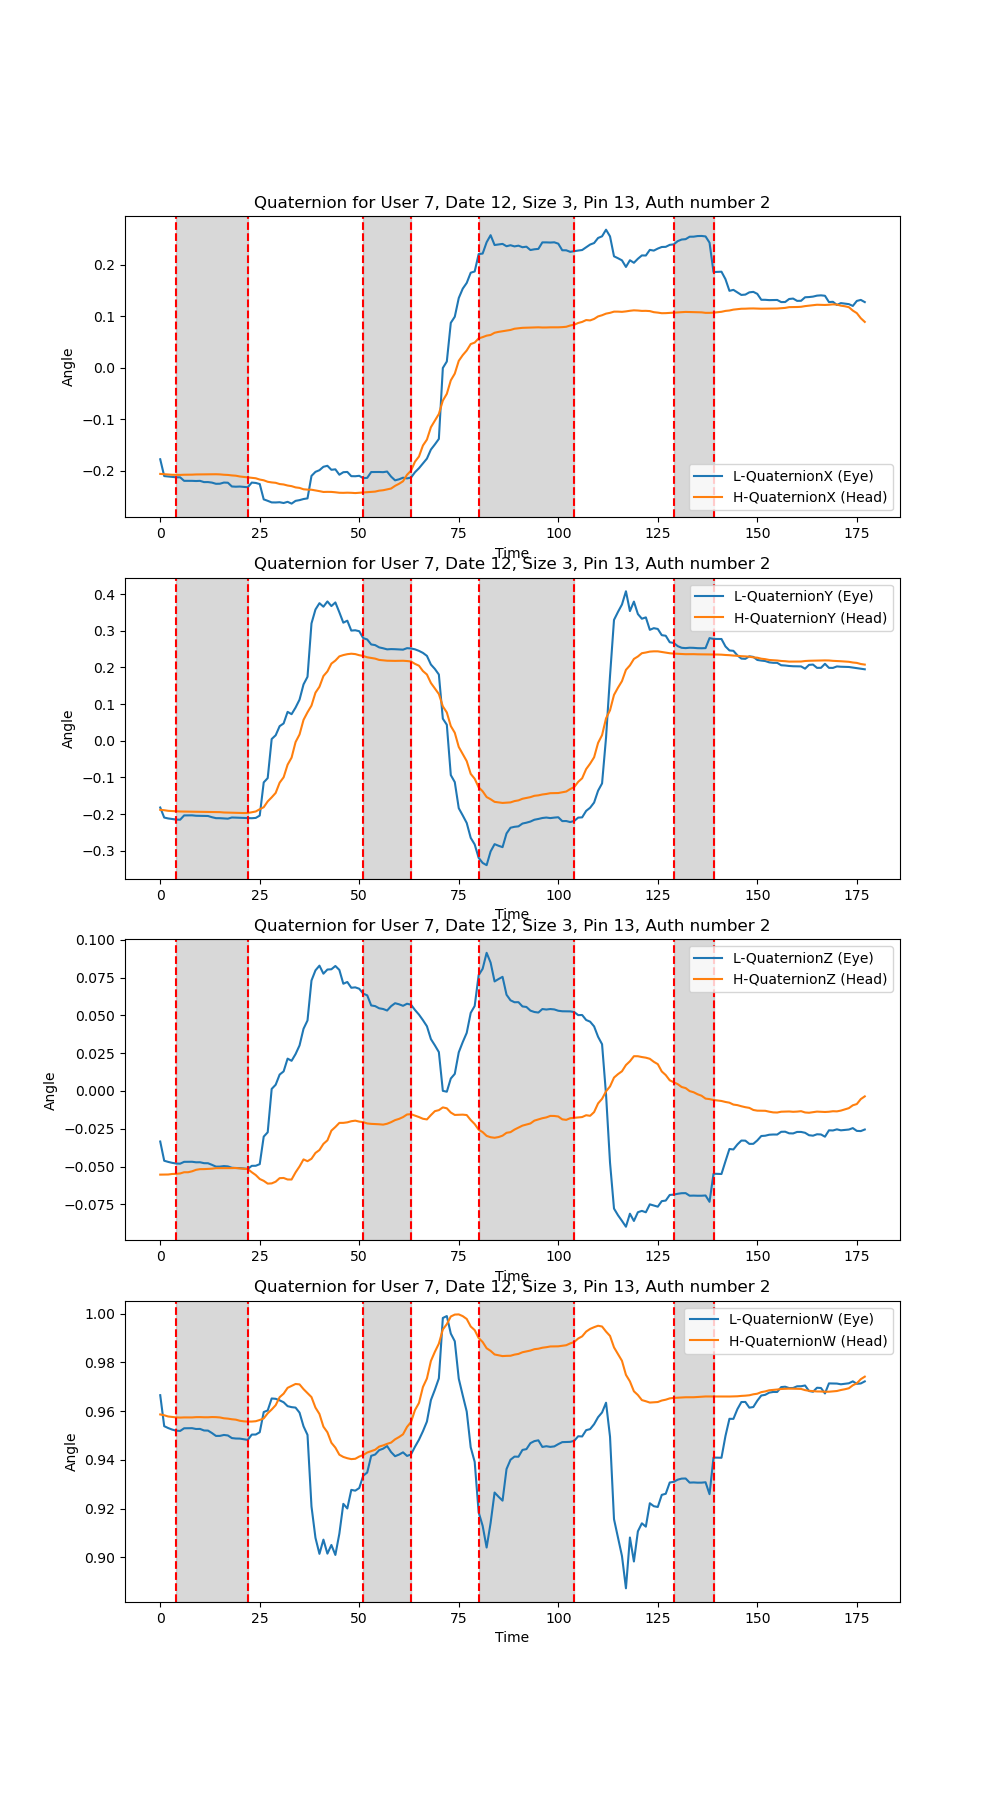 Quaternion for User 7, Date 12, Size 3, Pin 13, Auth number 2
0.2
0.1
0.0
−0.1
−0.2
Angle
L-QuaternionX (Eye)
H-QuaternionX (Head)
0 25 50 75 100 125 150 175
Time
Quaternion for User 7, Date 12, Size 3, Pin 13, Auth number 2
0.4
0.3
0.2
0.1
0.0
−0.1
−0.2
−0.3
Angle
L-QuaternionY (Eye)
H-QuaternionY (Head)
0 25 50 75 100 125 150 175
Time
Quaternion for User 7, Date 12, Size 3, Pin 13, Auth number 2
0.100
0.075
0.050
0.025
0.000
−0.025
−0.050
−0.075
Angle
L-QuaternionZ (Eye)
H-QuaternionZ (Head)
0 25 50 75 100 125 150 175
Time
Quaternion for User 7, Date 12, Size 3, Pin 13, Auth number 2
1.00
0.98
0.96
0.94
0.92
0.90
Angle
L-QuaternionW (Eye)
H-QuaternionW (Head)
0 25 50 75 100 125 150 175
Time